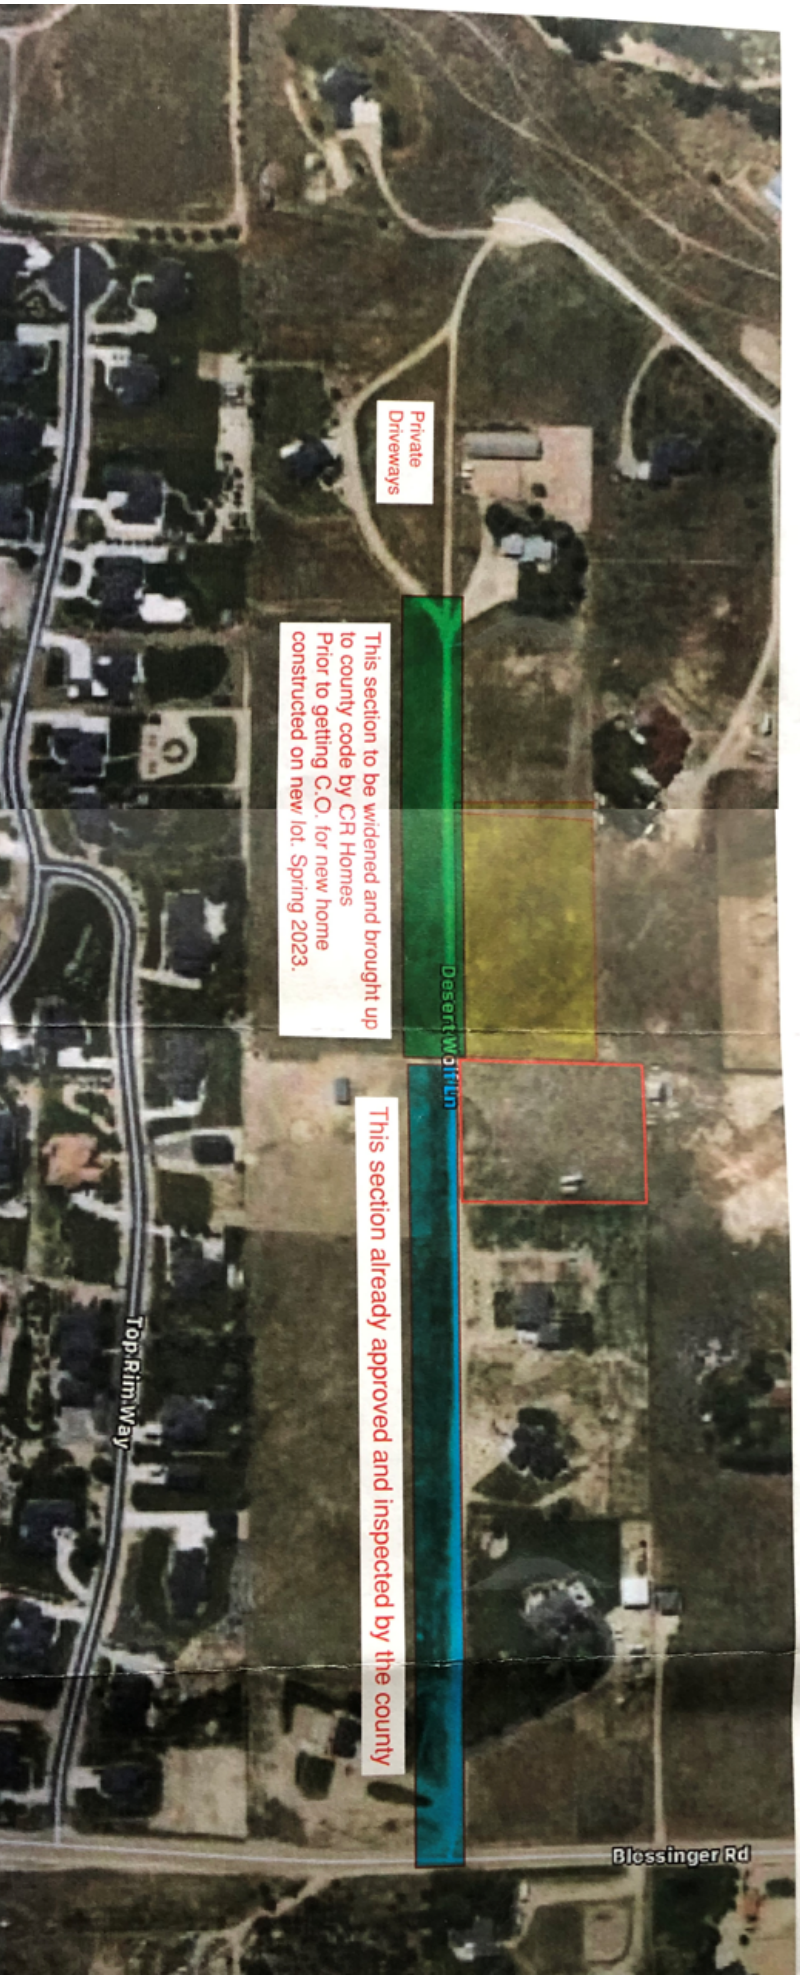 Private
Driveways
This section to be widened and brought up
to county code by CR Homes
Prior to getting C.O. for new home
constructed on new lot. Spring 2023.
Desert Wolf Ln
This section already approved and inspected by the county
Top Rim Way
Blessinger Rd